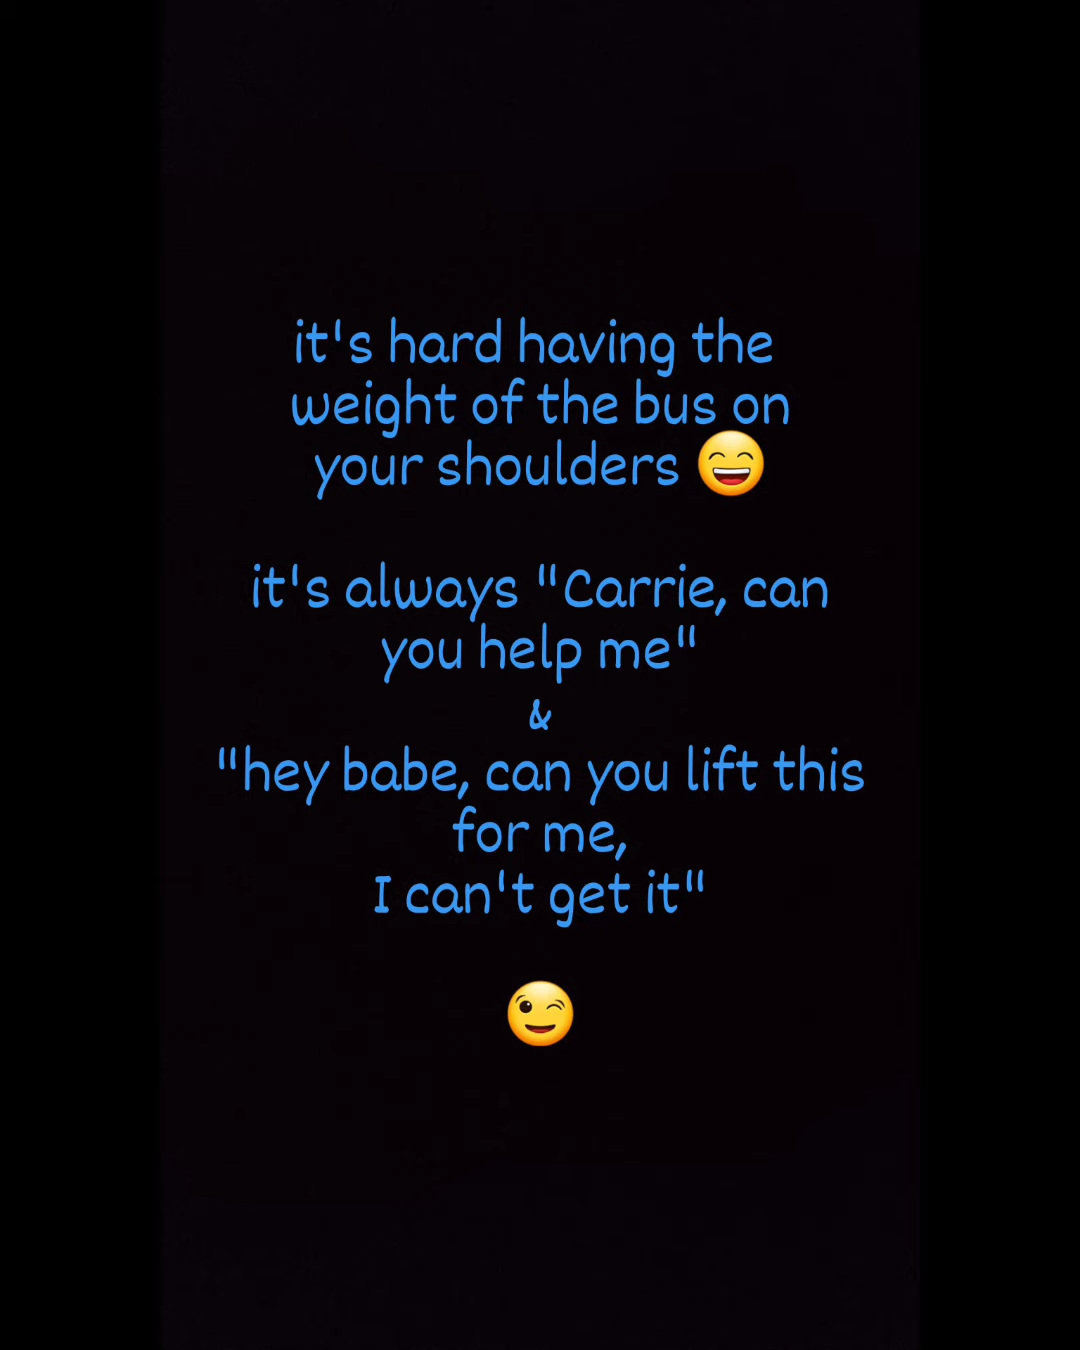 it's hard having the
weight of the bus on
your shoulders 😄
it's always "Carrie, can
you help me"
&
"hey babe, can you lift this
for me,
I can't get it"
😉